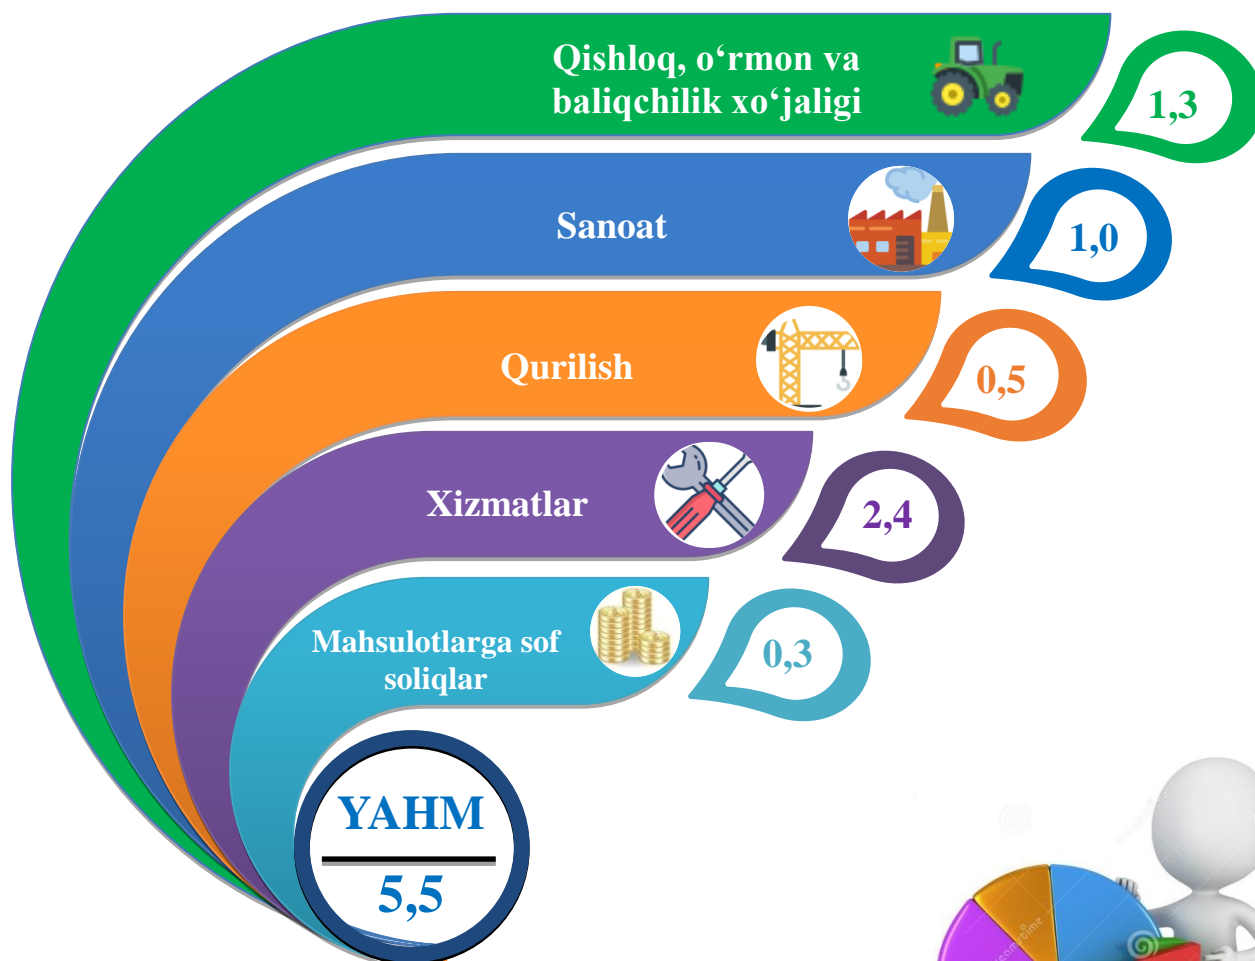 Qishloq, o‘rmon va
baliqchilik xo‘jaligi
1,3
Sanoat
1,0
Qurilish
0,5
Xizmatlar
2,4
Mahsulotlarga sof
soliqlar
0,3
YAHM
5,5